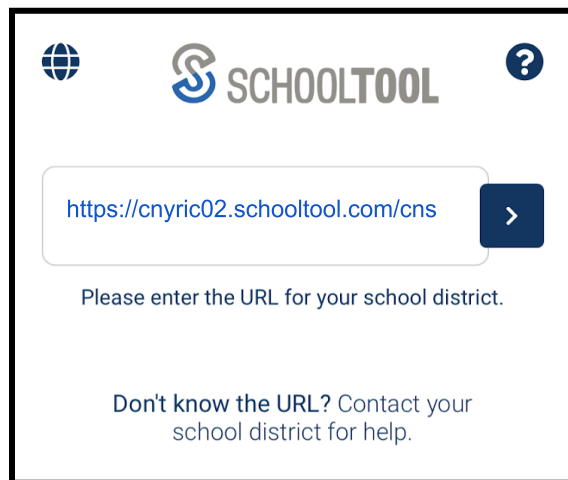 SCHOOLTOOL
https://cnyric02.schooltool.com/cns
Please enter the URL for your school district.
Don't know the URL? Contact your
school district for help.